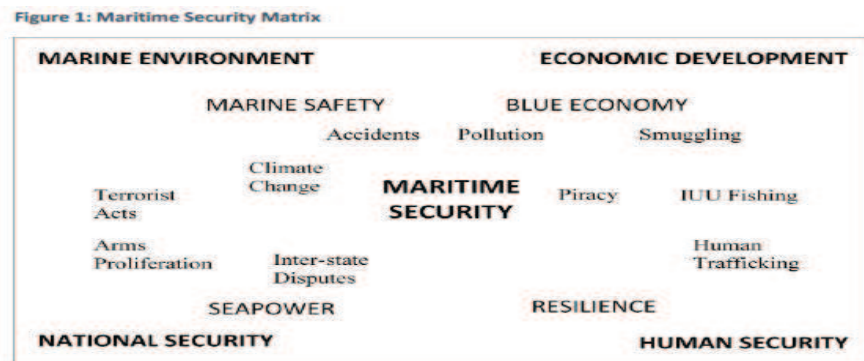 Figure 1: Maritime Security Matrix
MARINE ENVIRONMENT ECONOMIC DEVELOPMENT
MARINE SAFETY BLUE ECONOMY
Accidents Pollution Smuggling
Climate
Change
MARITIME
SECURITY
Piracy IUU Fishing
Terrorist
Acts
Arms
Proliferation
Inter-state
Disputes
Human
Trafficking
SEAPOWER RESILIENCE
NATIONAL SECURITY HUMAN SECURITY